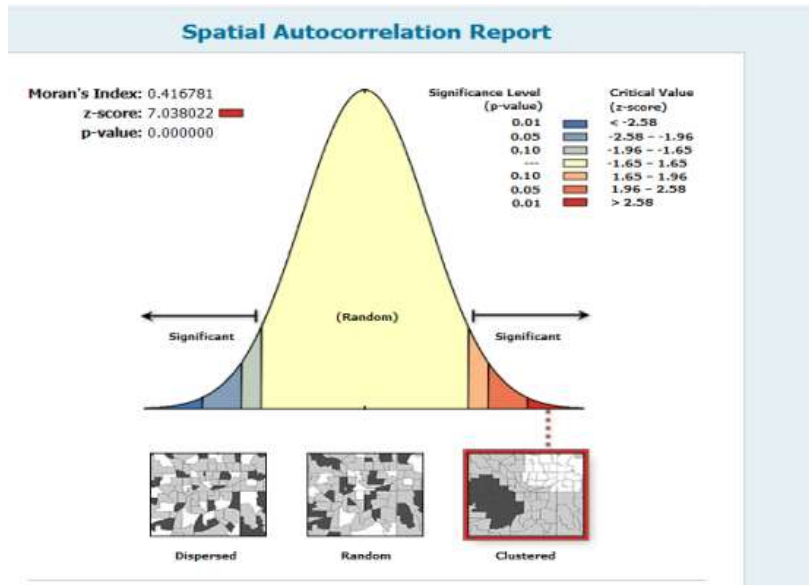 Spatial Autocorrelation Report
Moran's Index: 0.416781
z-score: 7.038022
p-value: 0.000000
Significance Level
(p-value)
Critical Value
(z-score)
0.01 < -2.58
0.05 -2.58 – -1.96
0.10 -1.96 – -1.65
--- -1.65 – 1.65
0.10 1.65 – 1.96
0.05 1.96 – 2.58
0.01 > 2.58
(Random)
Significant
Significant
Dispersed
Random
Clustered